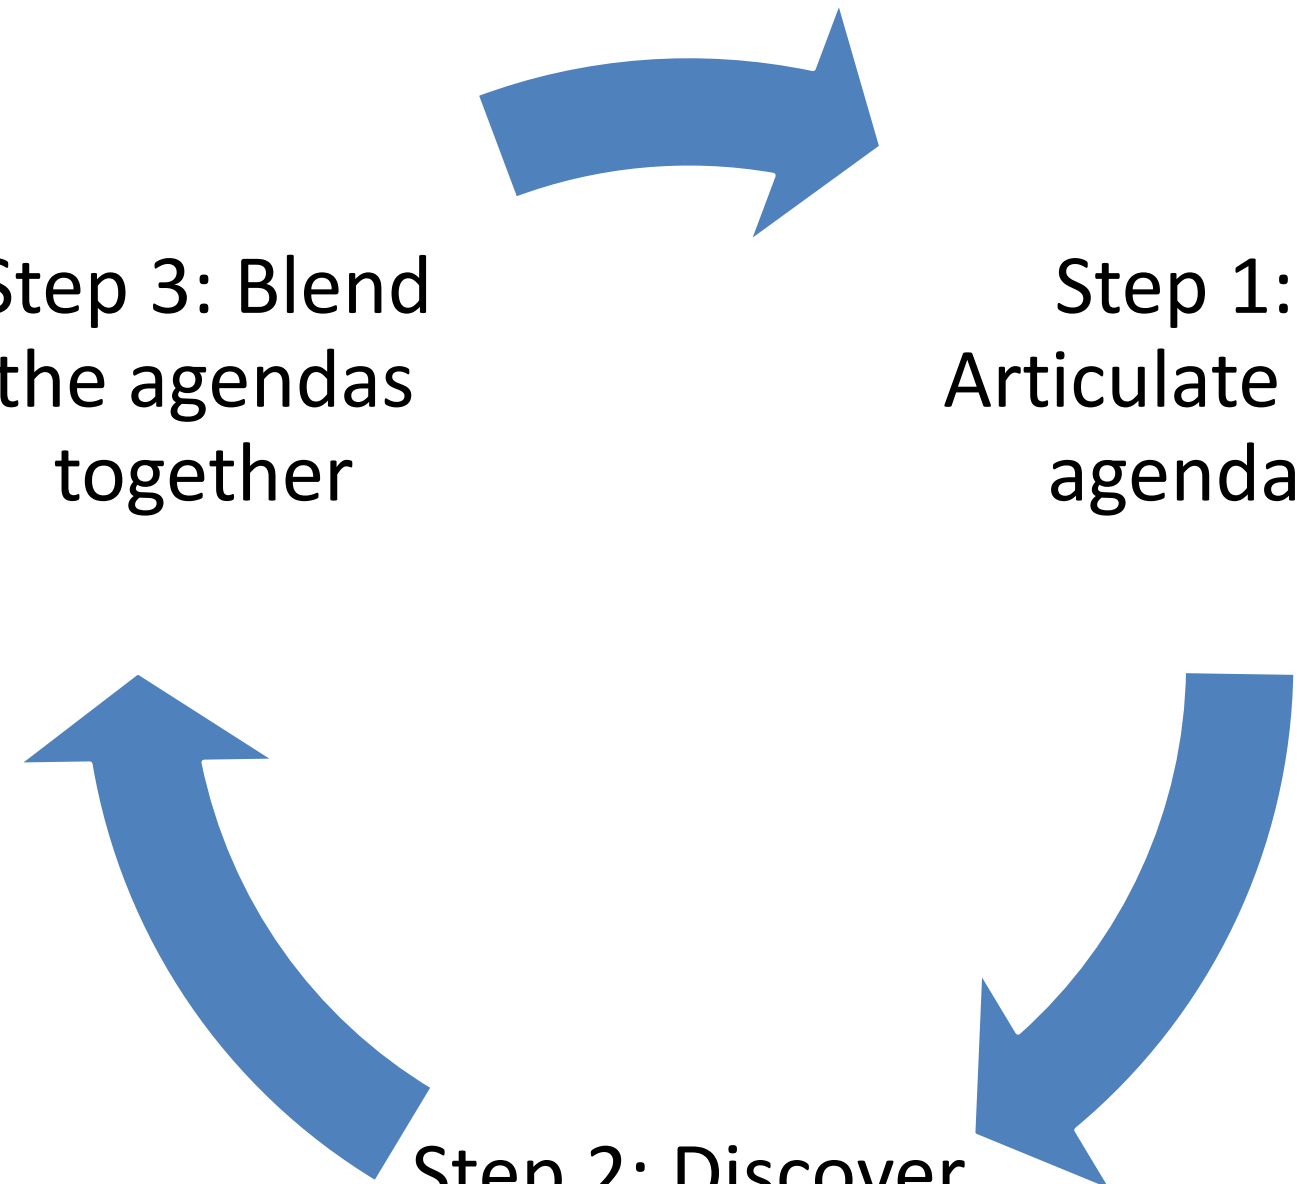 Step 3: Blend
the agendas
together
Step 1:
Articulate
agenda
Step 2: Discover